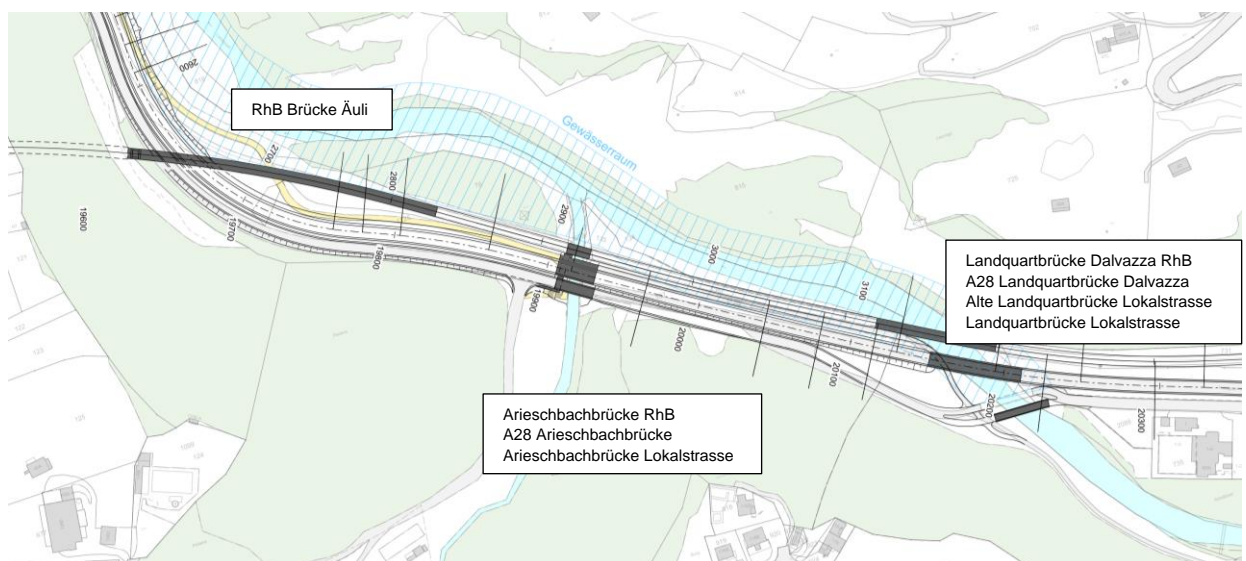 2600
RhB Brücke Äuli
2700
2800
Gewässerraum
2900
3000
3100
19600
19700
19800
19900
20000
20100
20200
20300
Landquartbrücke Dalvazza RhB
A28 Landquartbrücke Dalvazza
Alte Landquartbrücke Lokalstrasse
Landquartbrücke Lokalstrasse
Arieschbachbrücke RhB
A28 Arieschbachbrücke
Arieschbachbrücke Lokalstrasse
814